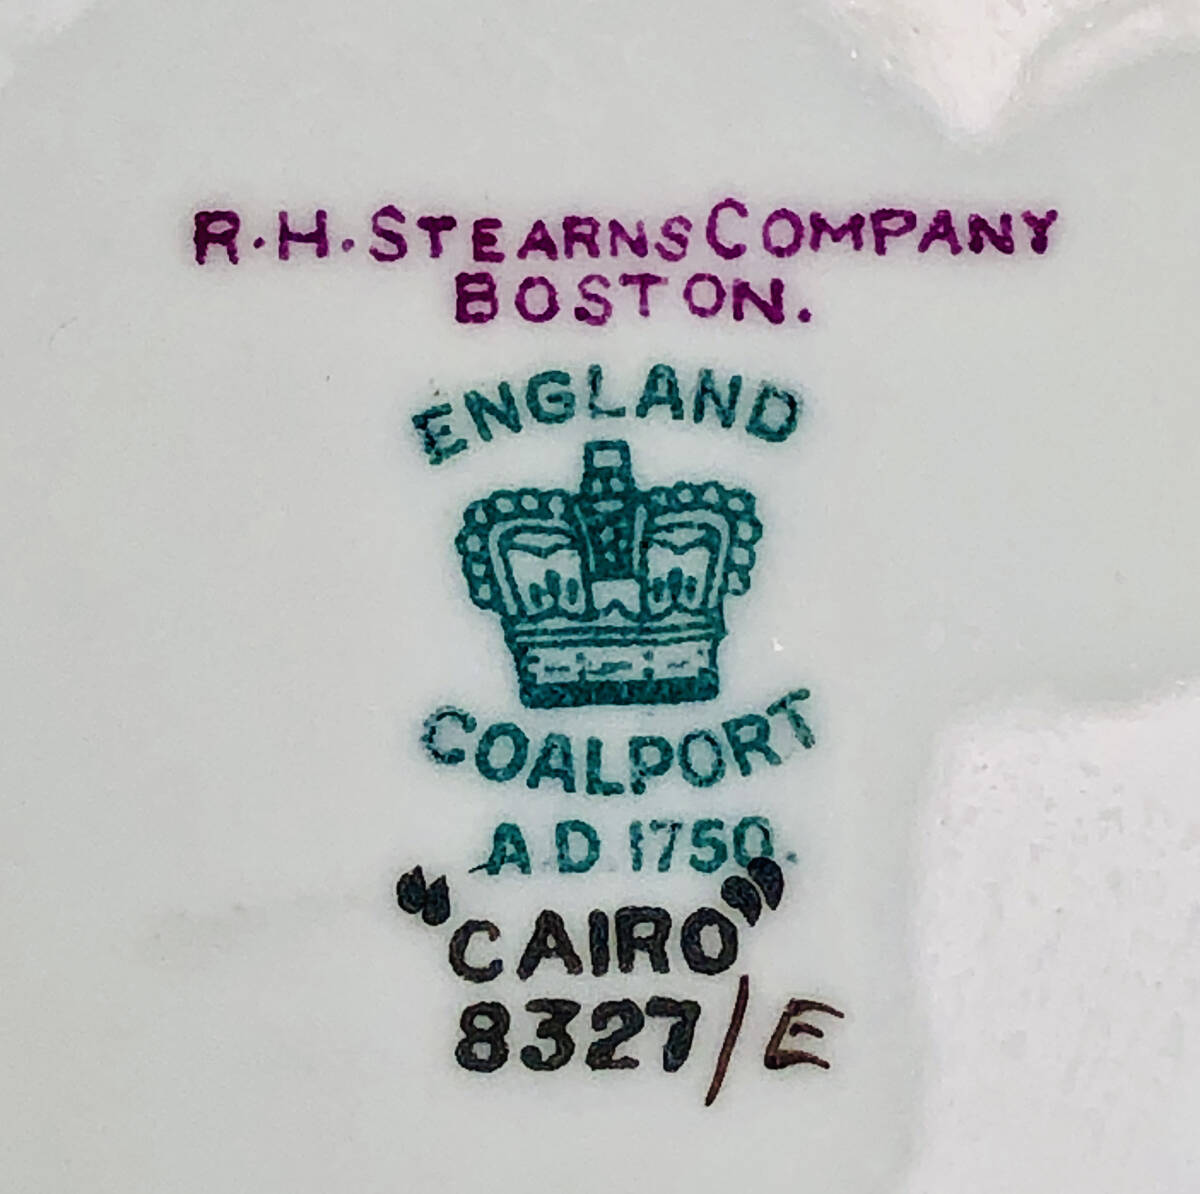 R.H. STEARNS COMPANY
BOSTON.
ENGLAND
COALPORT
A.D. 1750.
"CAIRO"
8327/E